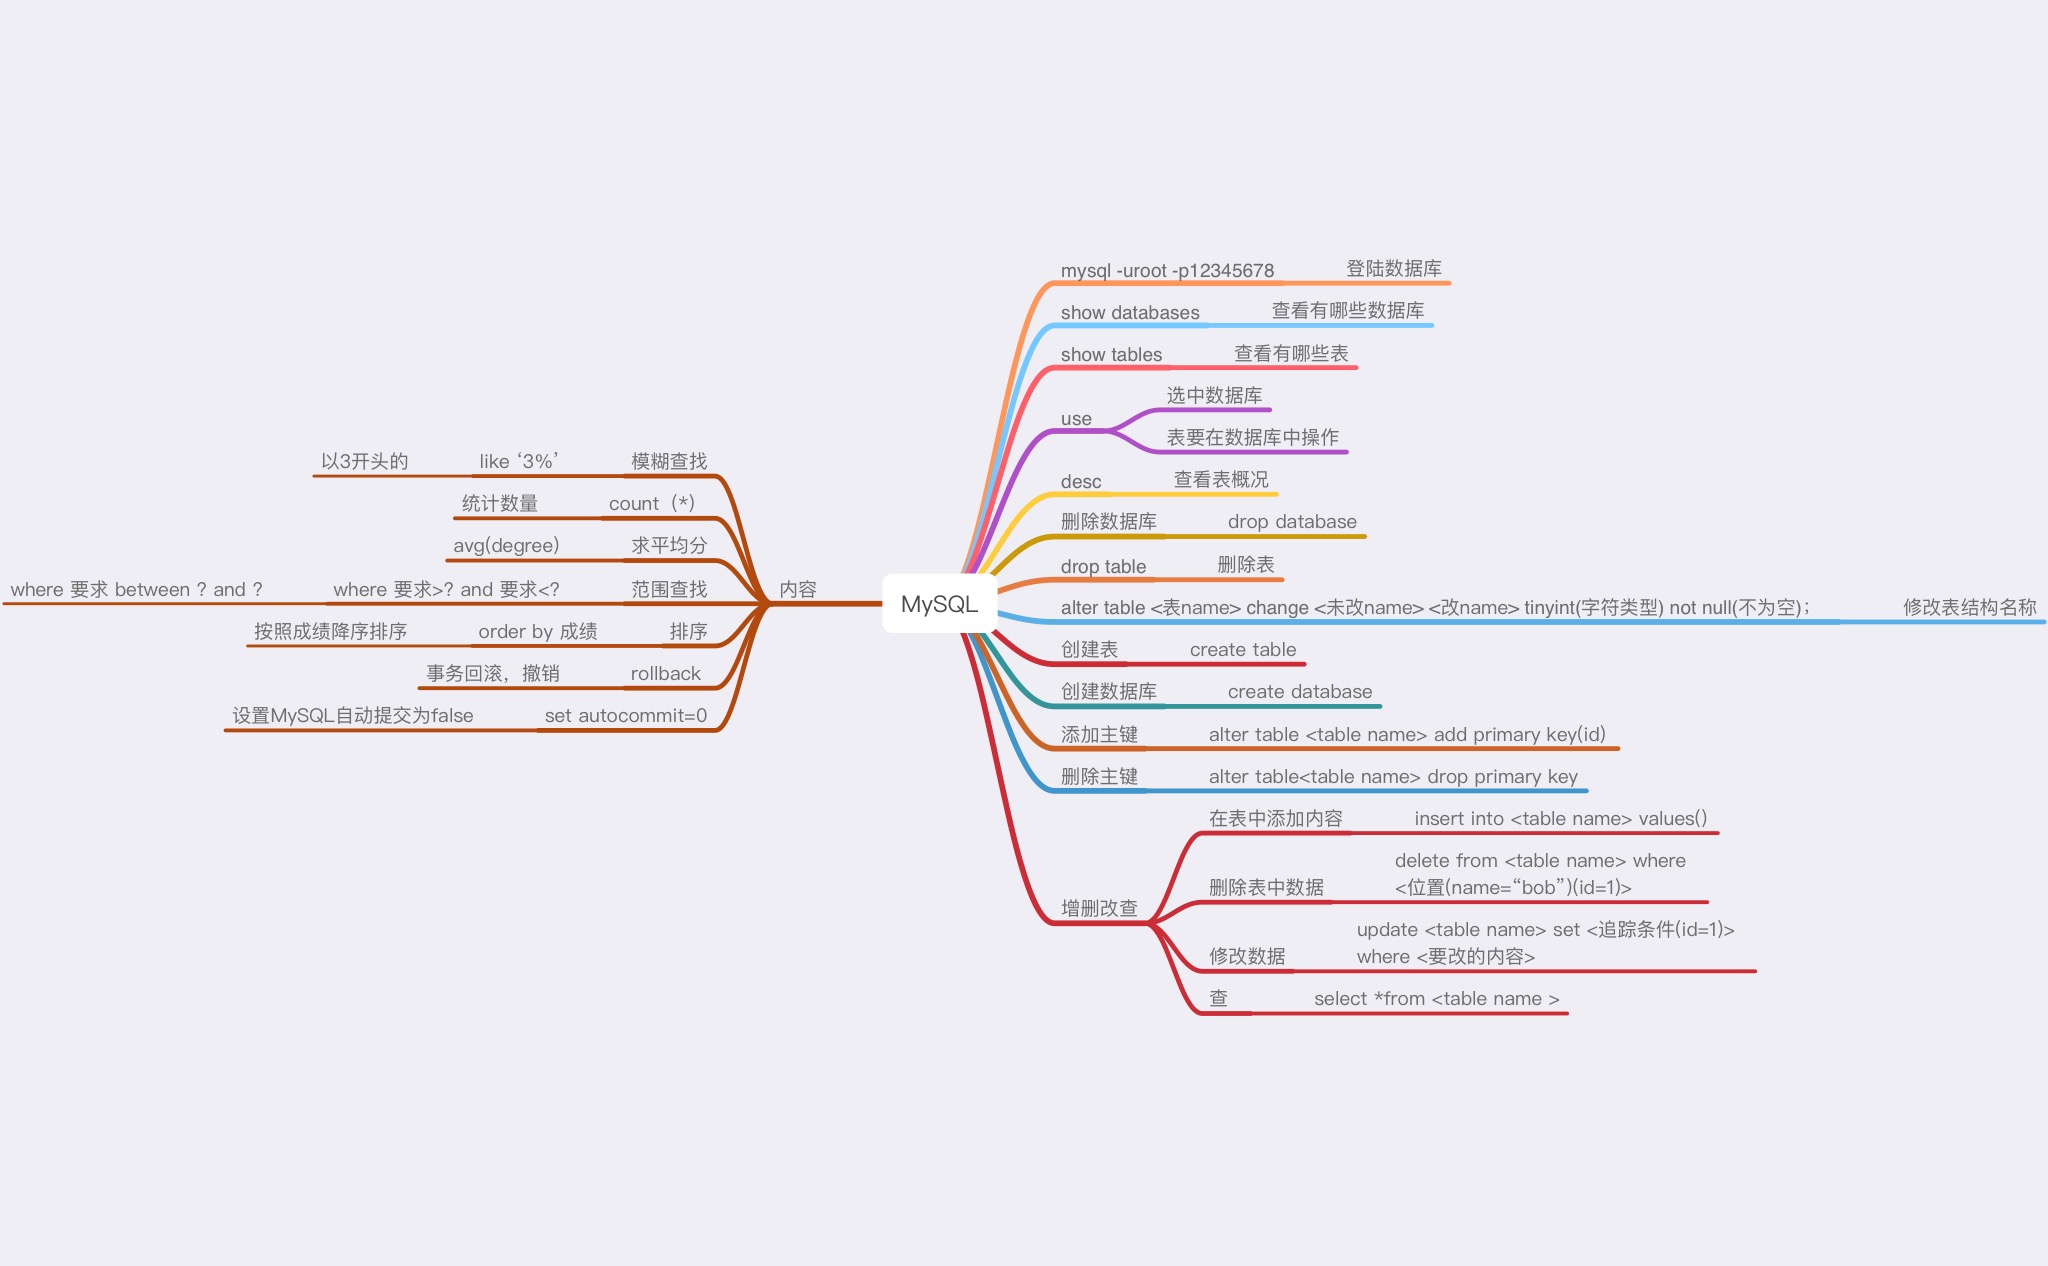 MySQL
mysql -uroot -p12345678
登陆数据库
show databases
查看有哪些数据库
show tables
查看有哪些表
use
选中数据库
表要在数据库中操作
desc
查看表概况
删除数据库
drop database
drop table
删除表
alter table <表name> change <未改name> <改name> tinyint(字符类型) not null(不为空)；
修改表结构名称
创建表
create table
创建数据库
create database
添加主键
alter table <table name> add primary key(id)
删除主键
alter table<table name> drop primary key
增删改查
在表中添加内容
insert into <table name> values()
删除表中数据
delete from <table name> where
<位置(name=“bob”)(id=1)>
修改数据
update <table name> set <追踪条件(id=1)>
where <要改的内容>
查
select *from <table name >
内容
模糊查找
like ‘3%’
以3开头的
count（*）
统计数量
求平均分
avg(degree)
范围查找
where 要求>? and 要求<?
where 要求 between ? and ?
排序
order by 成绩
按照成绩降序排序
rollback
事务回滚，撤销
set autocommit=0
设置MySQL自动提交为false